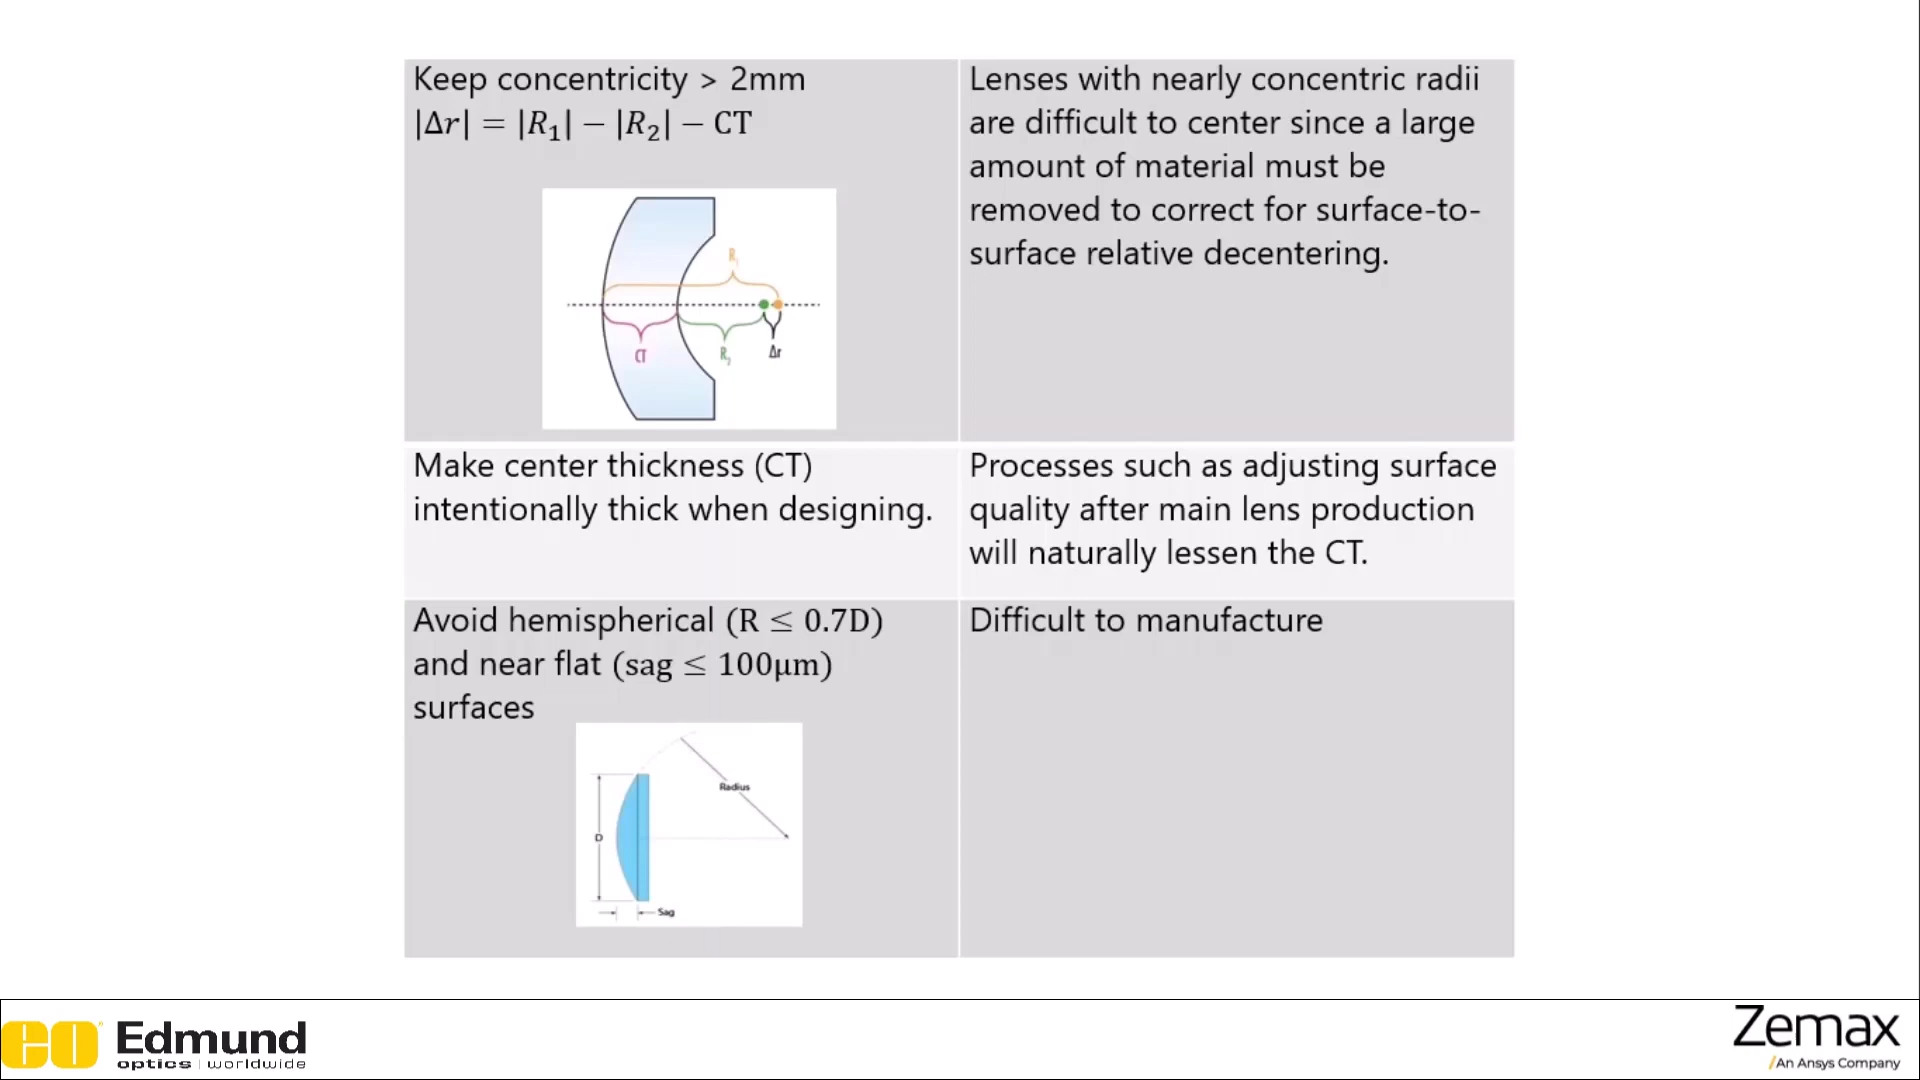 Keep concentricity > 2mm
|Δr| = |R₁| − |R₂| − CT
R₁
CT
R₂
Δr
Lenses with nearly concentric radii
are difficult to center since a large
amount of material must be
removed to correct for surface-to-
surface relative decentering.
Make center thickness (CT)
intentionally thick when designing.
Processes such as adjusting surface
quality after main lens production
will naturally lessen the CT.
Avoid hemispherical (R ≤ 0.7D)
and near flat (sag ≤ 100μm)
surfaces
Radius
D
Sag
Difficult to manufacture
EO Edmund
optics | worldwide
Zemax
An Ansys Company